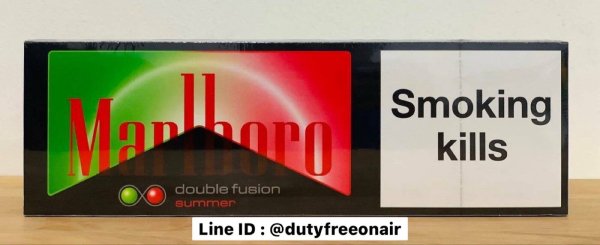 Marlboro
double fusion
summer
Smoking
kills
Line ID : @dutyfreeonair